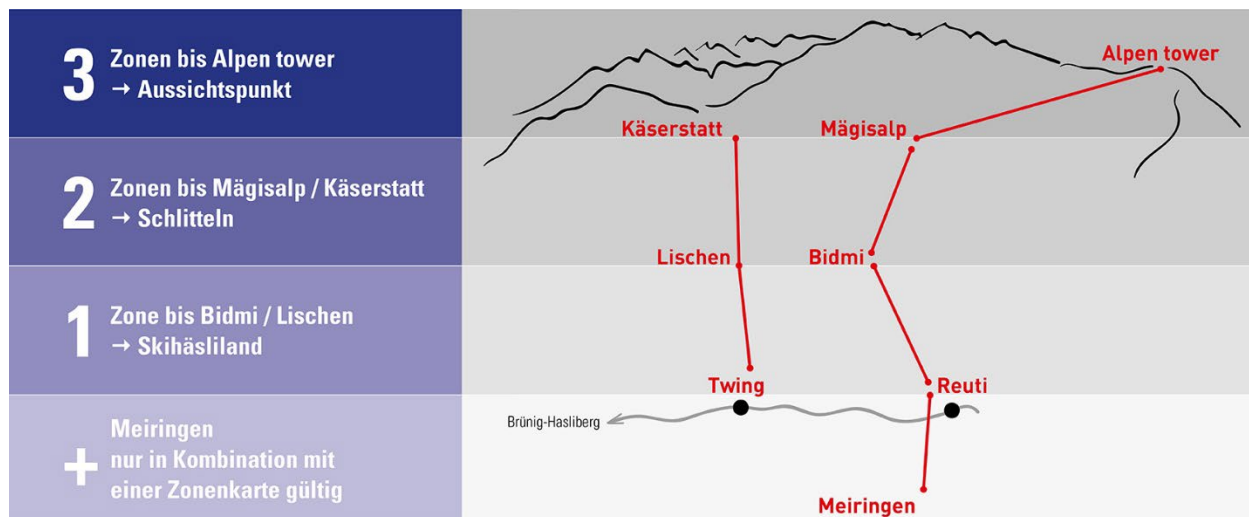 3
Zonen bis Alpen tower
→ Aussichtspunkt
2
Zonen bis Mägisalp / Käserstatt
→ Schlitteln
1
Zone bis Bidmi / Lischen
→ Skihäsliland
+
Meiringen
nur in Kombination mit
einer Zonenkarte gültig
Alpen tower
Käserstatt
Mägisalp
Lischen
Bidmi
Twing
Reuti
Brünig-Hasliberg
Meiringen